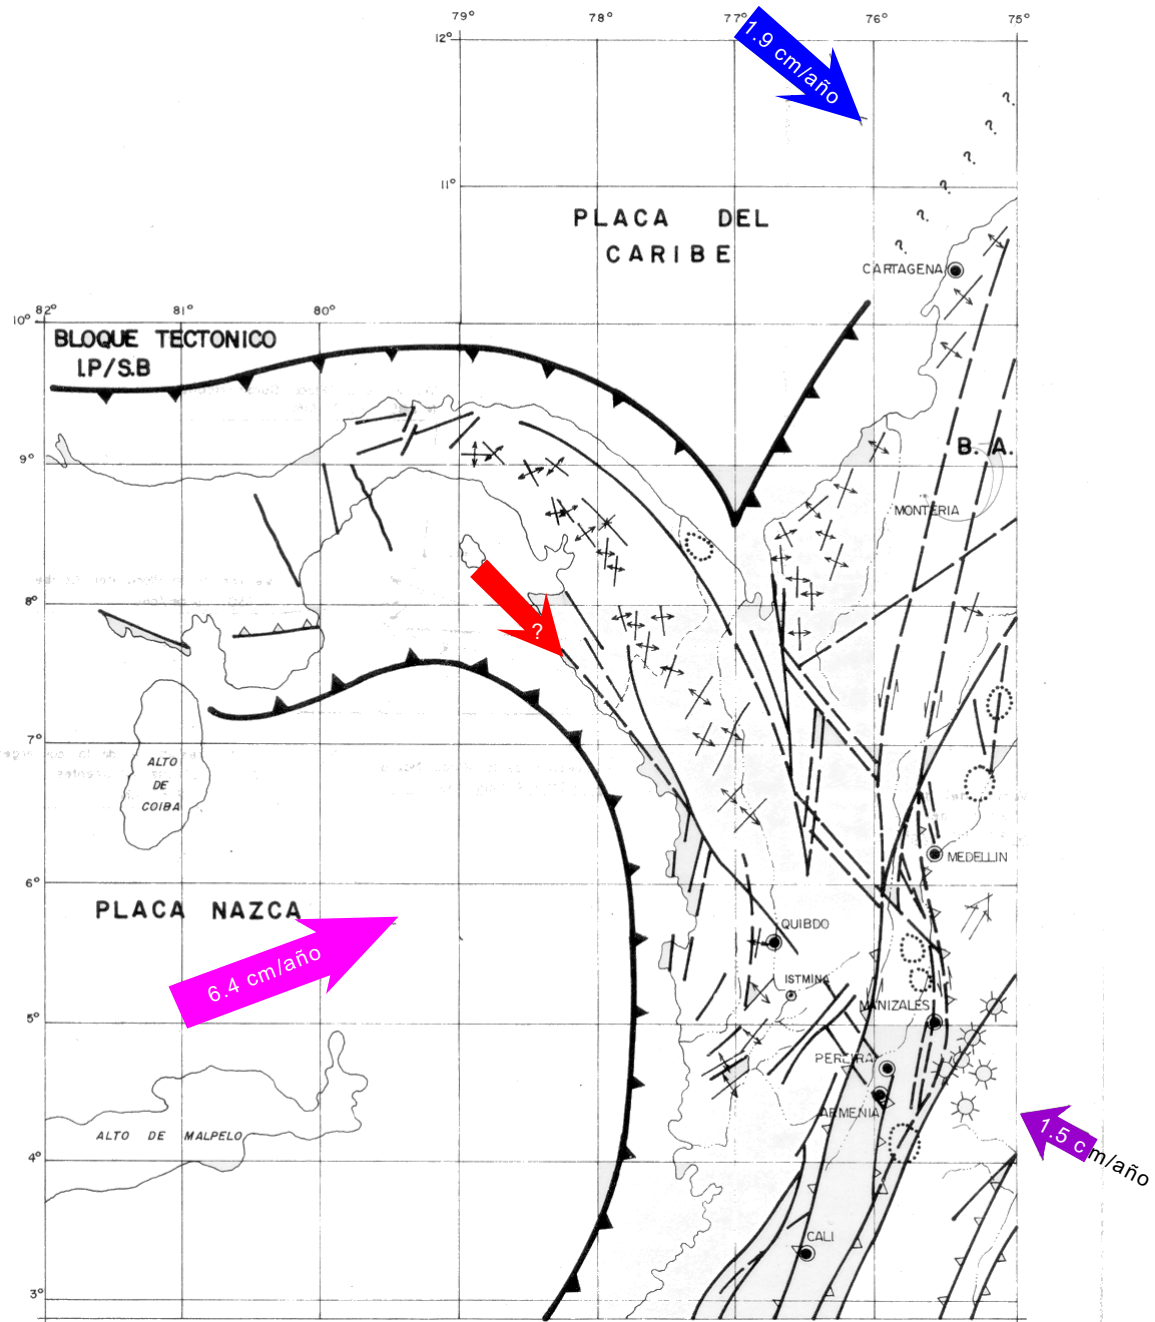 79°
78°
77°
76°
75°
12°
1.9 cm/año
?
?
?
?
?
?
11°
PLACA DEL
CARIBE
CARTAGENA
82°
81°
80°
10°
BLOQUE TECTONICO
I.P/S.B
9°
B. A.
MONTERIA
8°
?
7°
ALTO
DE
COIBA
MEDELLIN
6°
PLACA NAZCA
QUIBDO
6.4 cm/año
ISTMINA
MANIZALES
5°
PEREIRA
ARMENIA
1.5 cm/año
ALTO DE MALPELO
4°
CALI
3°